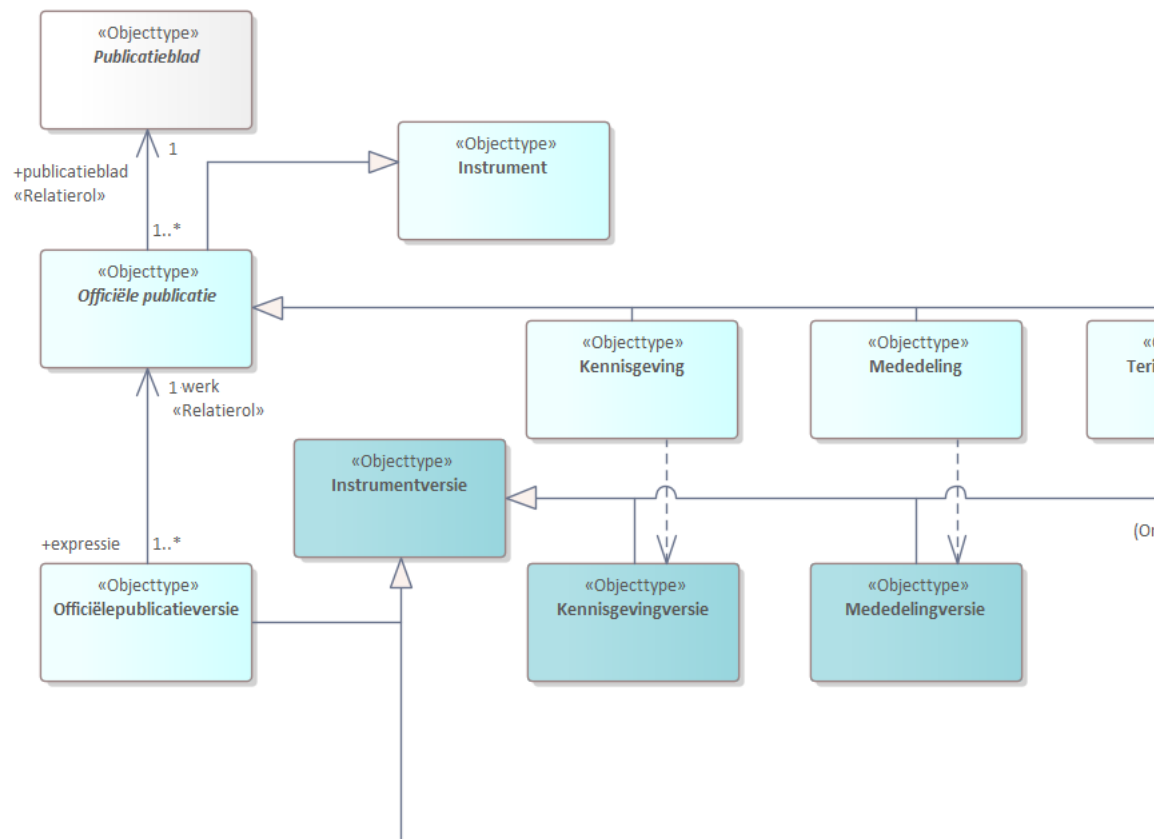 «Objecttype»
Publicatieblad
1
+publicatieblad
«Relatierol»
1..*
«Objecttype»
Instrument
«Objecttype»
Officiële publicatie
«Objecttype»
Kennisgeving
«Objecttype»
Mededeling
1 werk
«Relatierol»
«Objecttype»
Instrumentversie
+expressie
1..*
«Objecttype»
Officiëlepublicatieversie
«Objecttype»
Kennisgevingversie
«Objecttype»
Mededelingversie